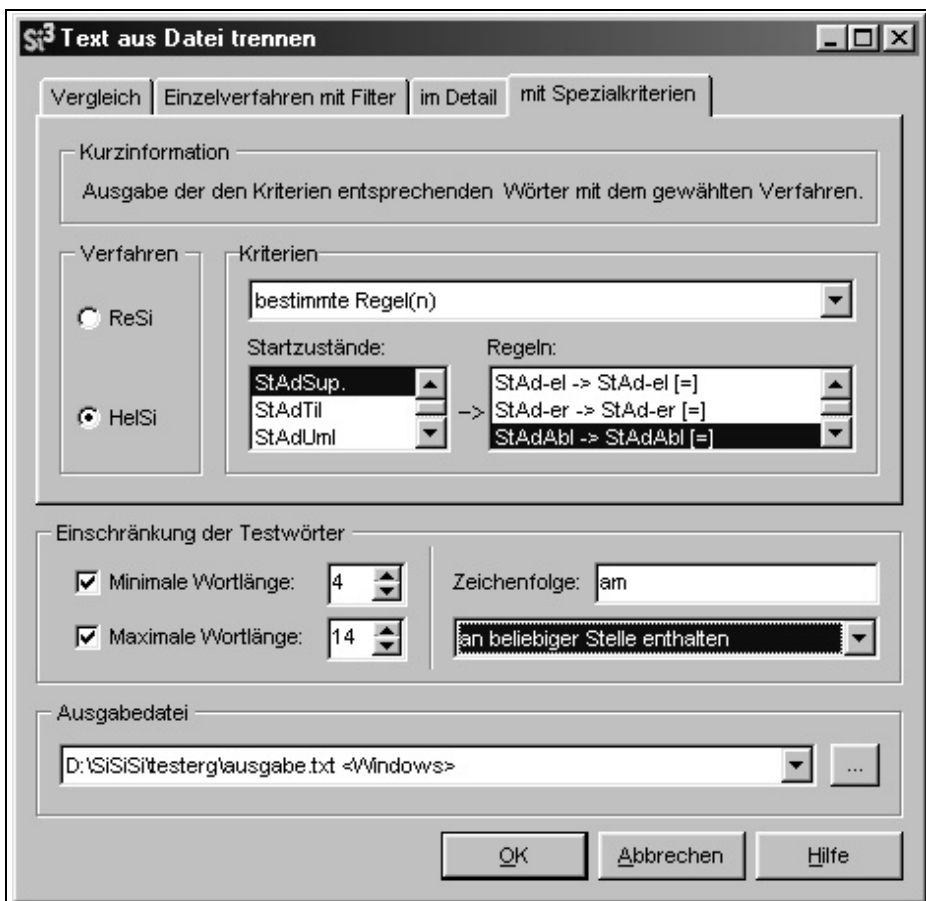 Si3 Text aus Datei trennen
Vergleich Einzelverfahren mit Filter im Detail mit Spezialkriterien
Kurzinformation
Ausgabe der den Kriterien entsprechenden Wörter mit dem gewählten Verfahren.
Verfahren
ReSi
HelSi
Kriterien
bestimmte Regel(n)
Startzustände:
StAdSup.
StAdTil
StAdUml
->
Regeln:
StAd-el -> StAd-el [=]
StAd-er -> StAd-er [=]
StAdAbl -> StAdAbl [=]
Einschränkung der Testwörter
Minimale Wortlänge: 4
Maximale Wortlänge: 14
Zeichenfolge: am
an beliebiger Stelle enthalten
Ausgabedatei
D:\SiSiSi\testerg\ausgabe.txt <Windows>
...
OK Abbrechen Hilfe